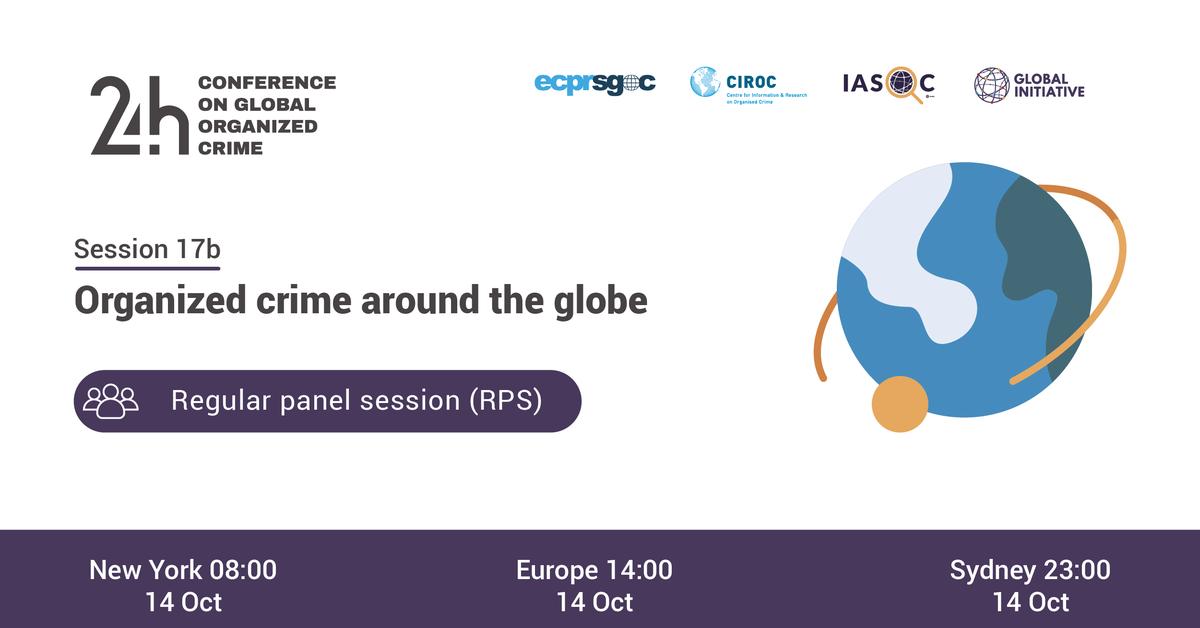 24h
CONFERENCE
ON GLOBAL
ORGANIZED
CRIME
ecprsgoc
CIROC
Centre for Information & Research
on Organised Crime
IASOC
GLOBAL
INITIATIVE
Session 17b
Organized crime around the globe
Regular panel session (RPS)
New York 08:00
14 Oct
Europe 14:00
14 Oct
Sydney 23:00
14 Oct